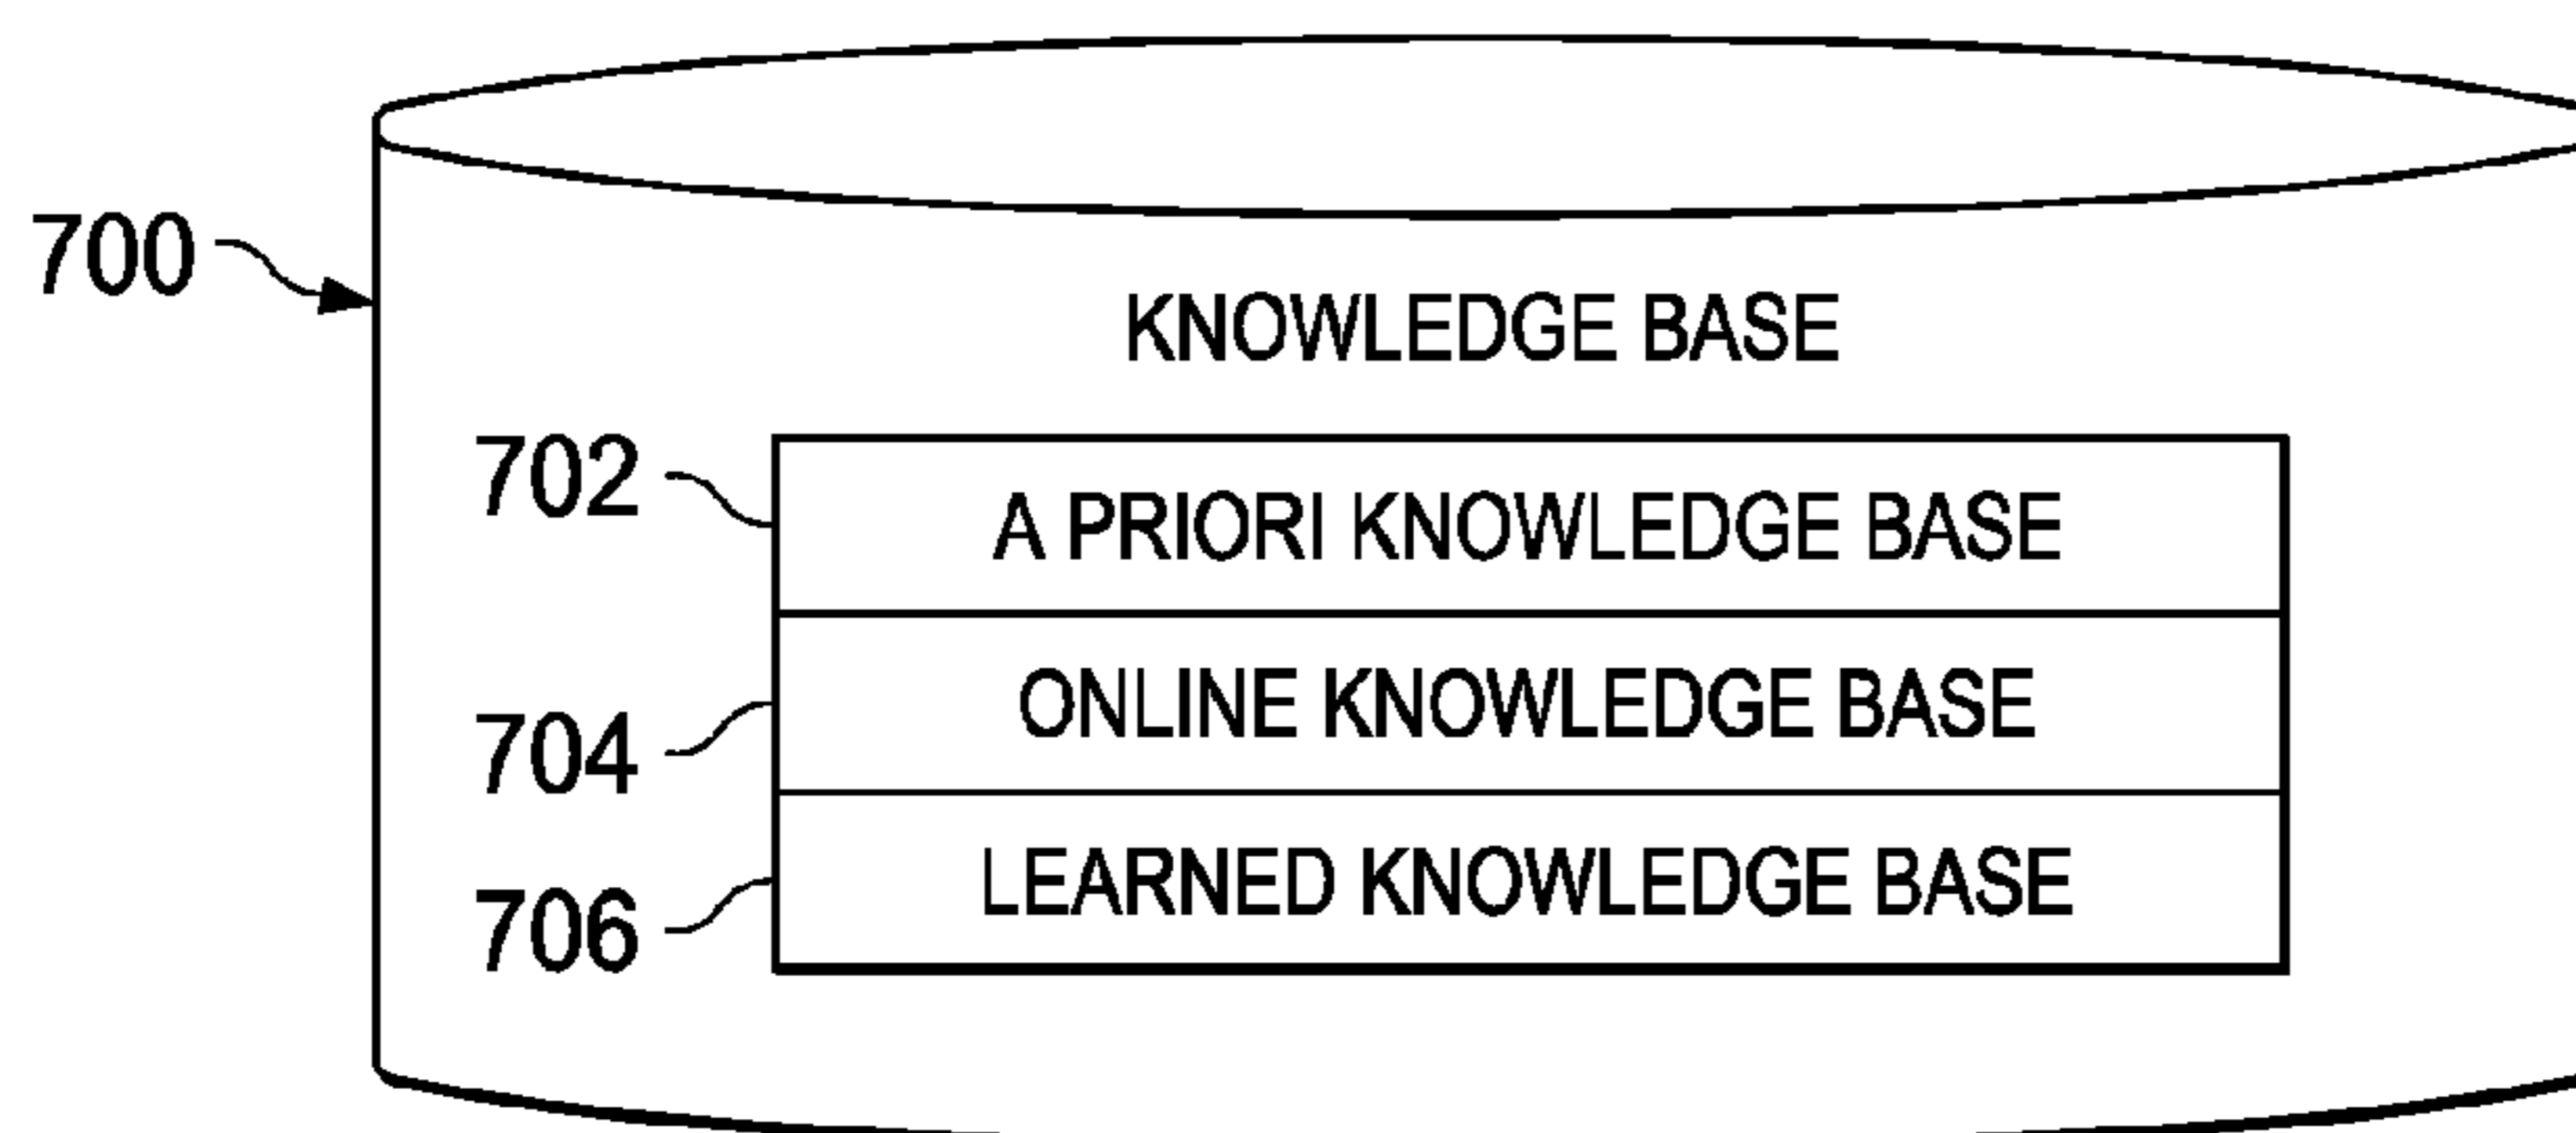 700
KNOWLEDGE BASE
702
A PRIORI KNOWLEDGE BASE
704
ONLINE KNOWLEDGE BASE
706
LEARNED KNOWLEDGE BASE